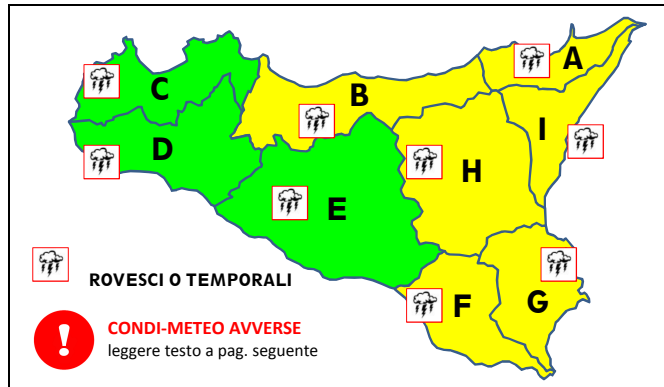 A
C
B
I
D
H
E
ROVESCI O TEMPORALI
F
G
!
CONDI-METEO AVVERSE
leggere testo a pag. seguente